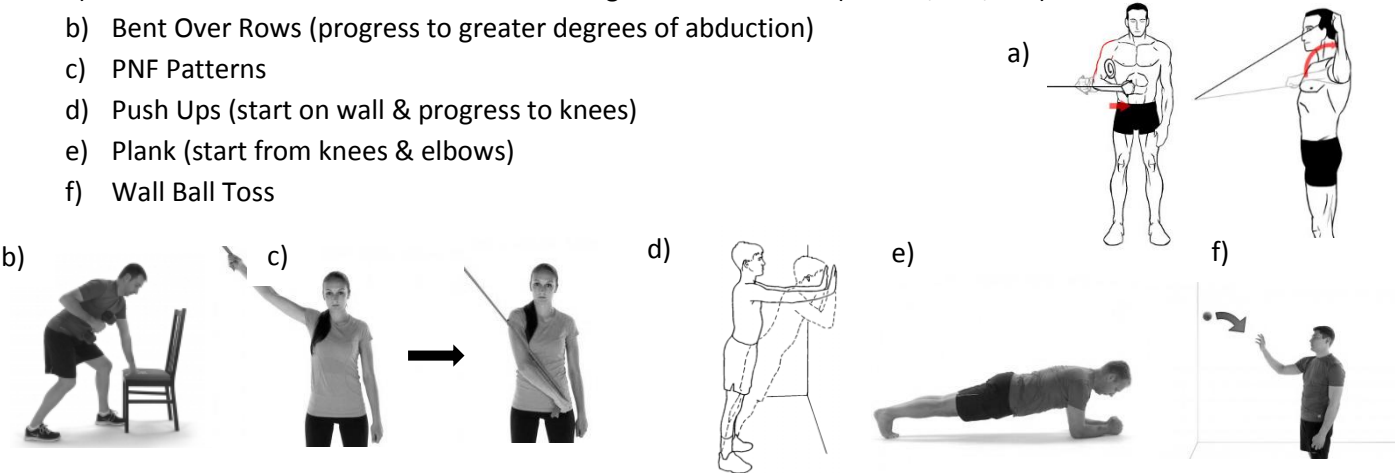 b) Bent Over Rows (progress to greater degrees of abduction)
c) PNF Patterns
d) Push Ups (start on wall & progress to knees)
e) Plank (start from knees & elbows)
f) Wall Ball Toss
a)
b)
c)
d)
e)
f)